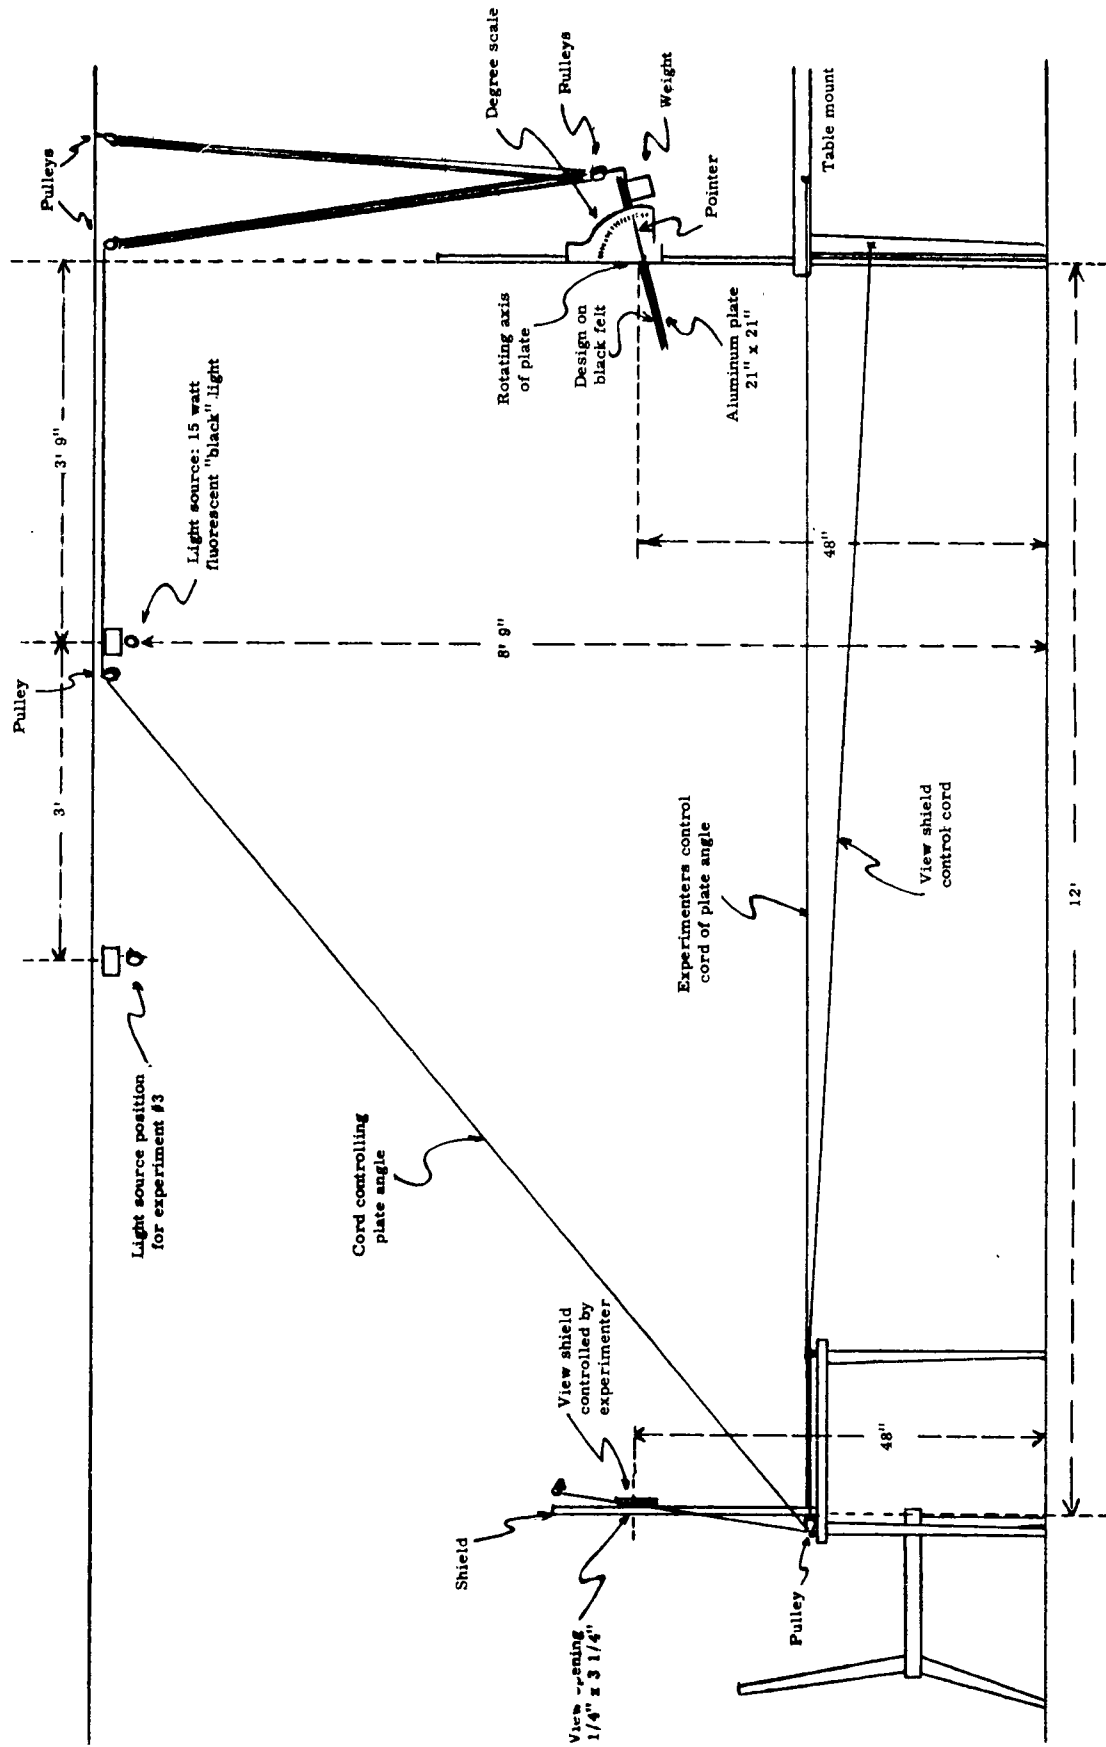 Pulley
Pulleys
3'
3' 9"
Light source position
for experiment #3
Light source: 15 watt
fluorescent "black" light
Cord controlling
plate angle
Shield
View shield
controlled by
experimenter
View
1/4" x 3 1/4"
8' 9"
Rotating axis
of plate
Degree scale
Pulleys
Design on
black felt
Weight
Pointer
Aluminum plate
21" x 21"
Experimenters control
cord of plate angle
Pulley
48"
48"
Table mount
View shield
control cord
12'